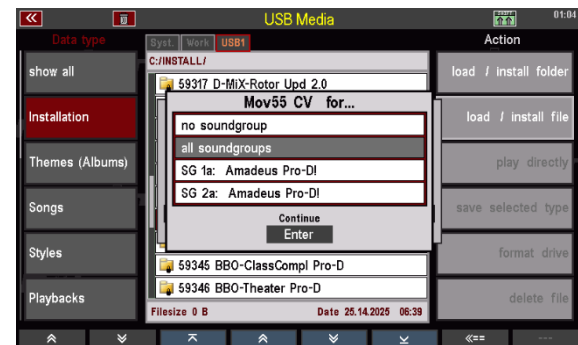 USB Media
01:04
Data type
Syst. Work USB1
Action
C:/INSTALL/
show all
59317 D-MiX-Rotor Upd 2.0
load / install folder
Mov55 CV for...
Installation
no soundgroup
load / install file
all soundgroups
Themes (Albums)
SG 1a: Amadeus Pro-D!
play directly
SG 2a: Amadeus Pro-D!
Songs
save selected type
Continue
Enter
Styles
59345 BBO-ClassCompl Pro-D
format drive
59346 BBO-Theater Pro-D
Playbacks
delete file
Filesize 0 B Date 25.14.2025 06:39
«==
---